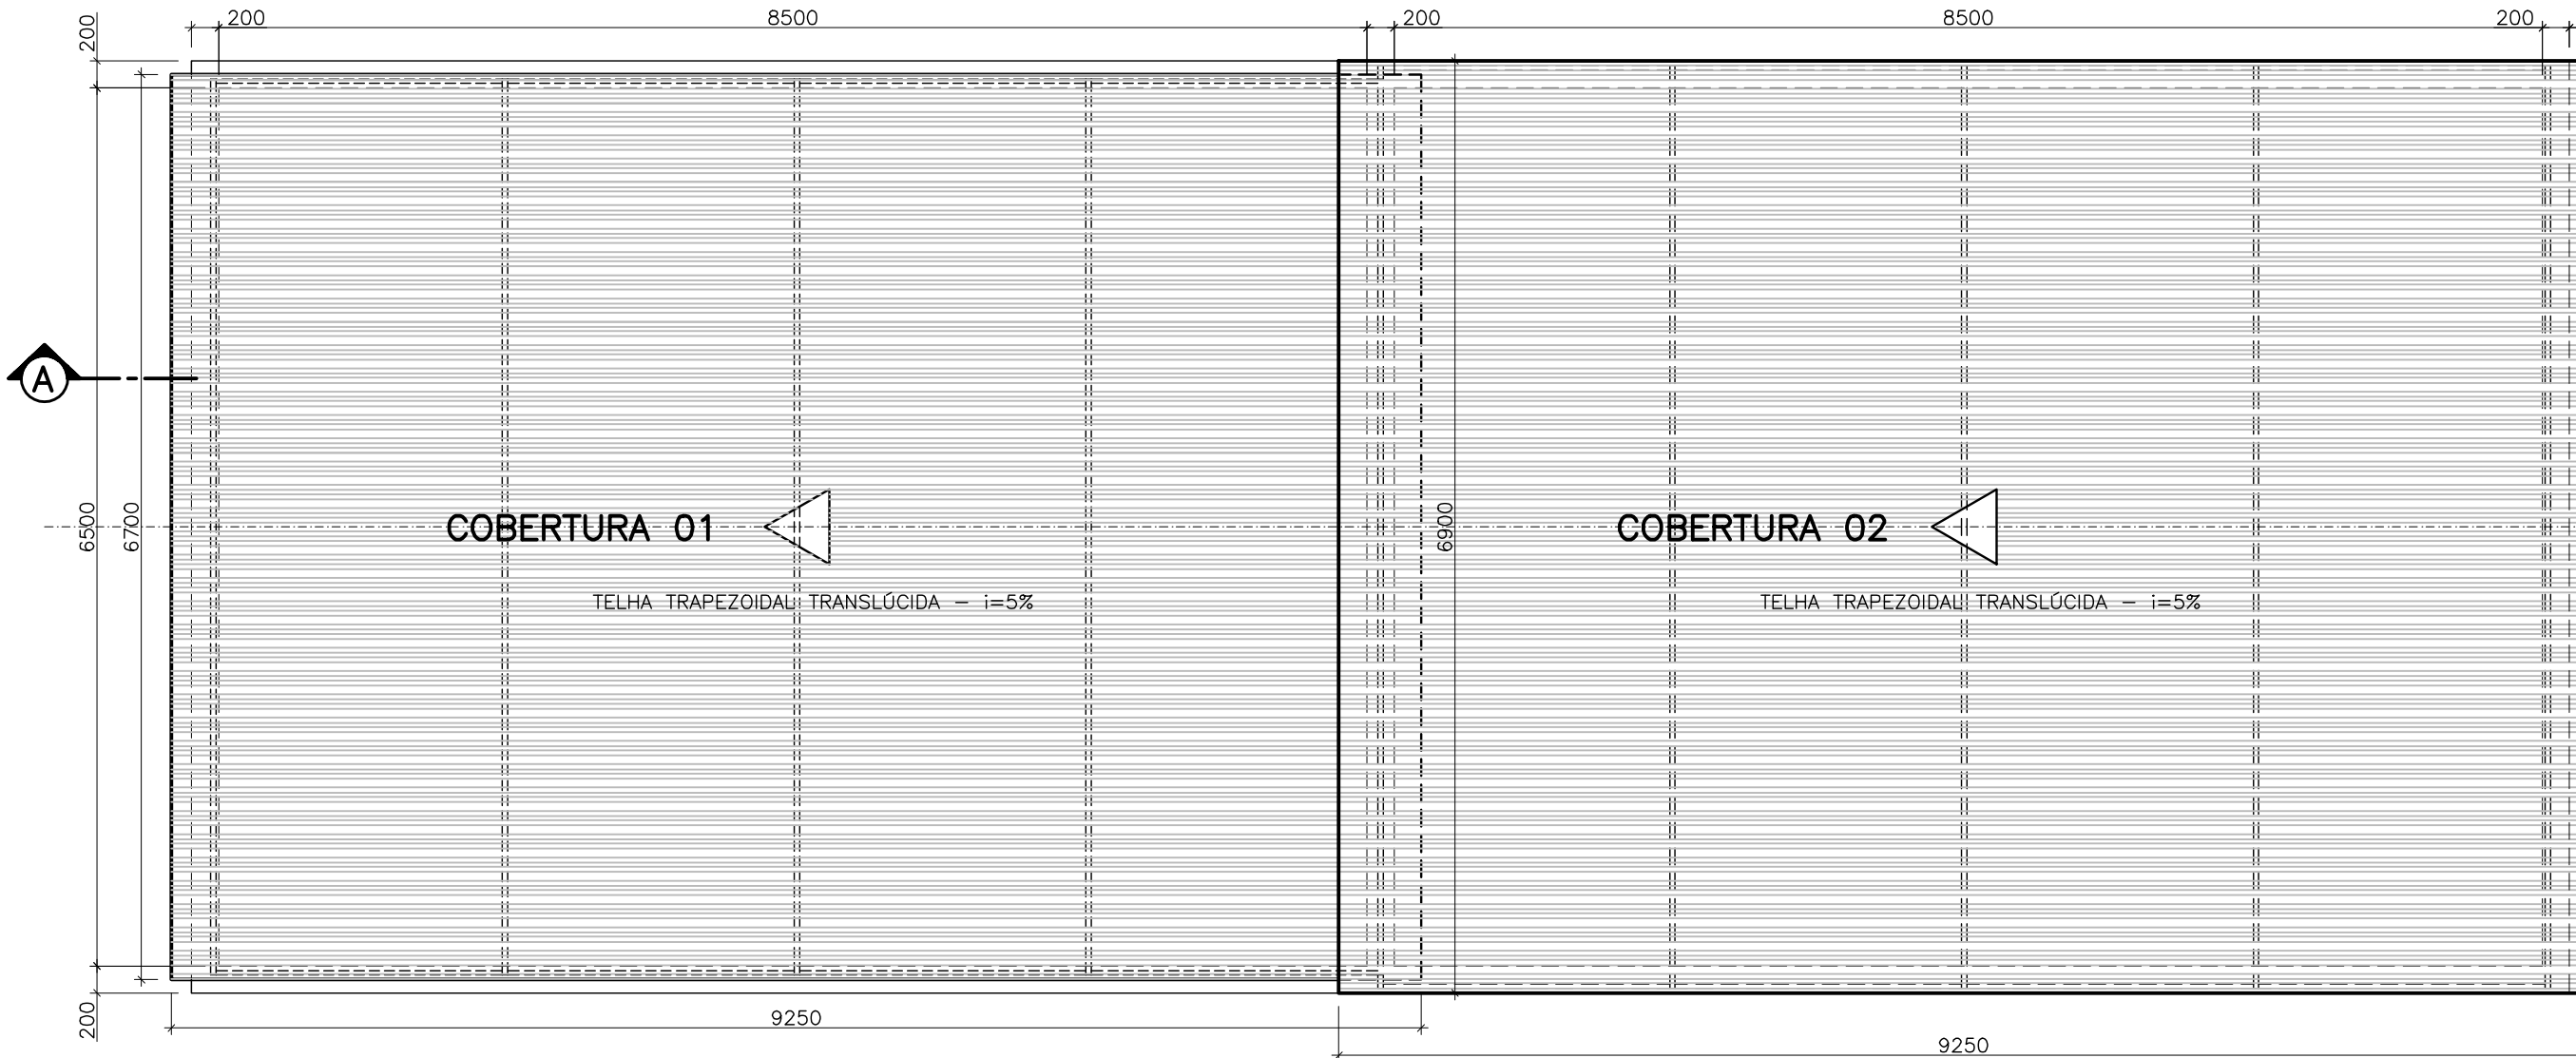 200 8500 200 8500 200
200
A
6500
6700
COBERTURA 01
6900
COBERTURA 02
TELHA TRAPEZOIDAL TRANSLÚCIDA – i=5%
TELHA TRAPEZOIDAL TRANSLÚCIDA – i=5%
200
9250
9250